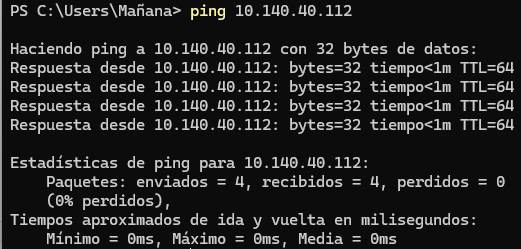 PS C:\Users\Mañana> ping 10.140.40.112
Haciendo ping a 10.140.40.112 con 32 bytes de datos:
Respuesta desde 10.140.40.112: bytes=32 tiempo<1m TTL=64
Respuesta desde 10.140.40.112: bytes=32 tiempo<1m TTL=64
Respuesta desde 10.140.40.112: bytes=32 tiempo<1m TTL=64
Respuesta desde 10.140.40.112: bytes=32 tiempo<1m TTL=64
Estadísticas de ping para 10.140.40.112:
    Paquetes: enviados = 4, recibidos = 4, perdidos = 0
    (0% perdidos),
Tiempos aproximados de ida y vuelta en milisegundos:
    Mínimo = 0ms, Máximo = 0ms, Media = 0ms